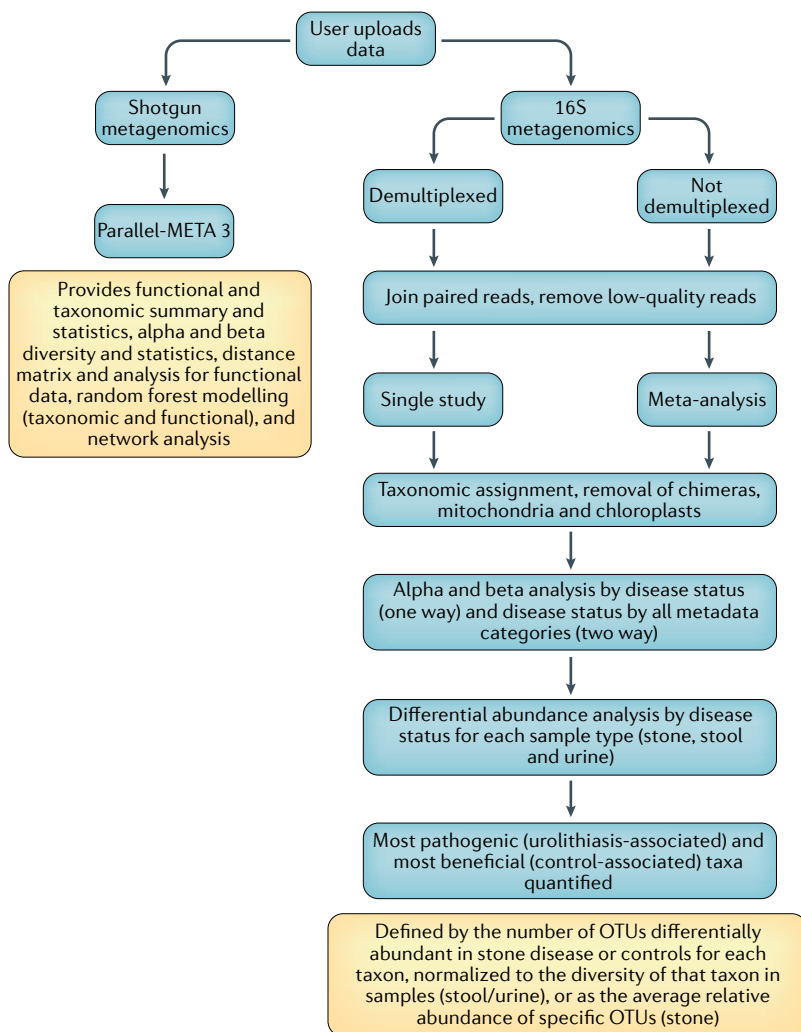 User uploads
data
Shotgun
metagenomics
16S
metagenomics
Demultiplexed
Not
demultiplexed
Parallel-META 3
Provides functional and
taxonomic summary and
statistics, alpha and beta
diversity and statistics, distance
matrix and analysis for functional
data, random forest modelling
(taxonomic and functional), and
network analysis
Join paired reads, remove low-quality reads
Single study
Meta-analysis
Taxonomic assignment, removal of chimeras,
mitochondria and chloroplasts
Alpha and beta analysis by disease status
(one way) and disease status by all metadata
categories (two way)
Differential abundance analysis by disease
status for each sample type (stone, stool
and urine)
Most pathogenic (urolithiasis-associated) and
most beneficial (control-associated) taxa
quantified
Defined by the number of OTUs differentially
abundant in stone disease or controls for each
taxon, normalized to the diversity of that taxon in
samples (stool/urine), or as the average relative
abundance of specific OTUs (stone)